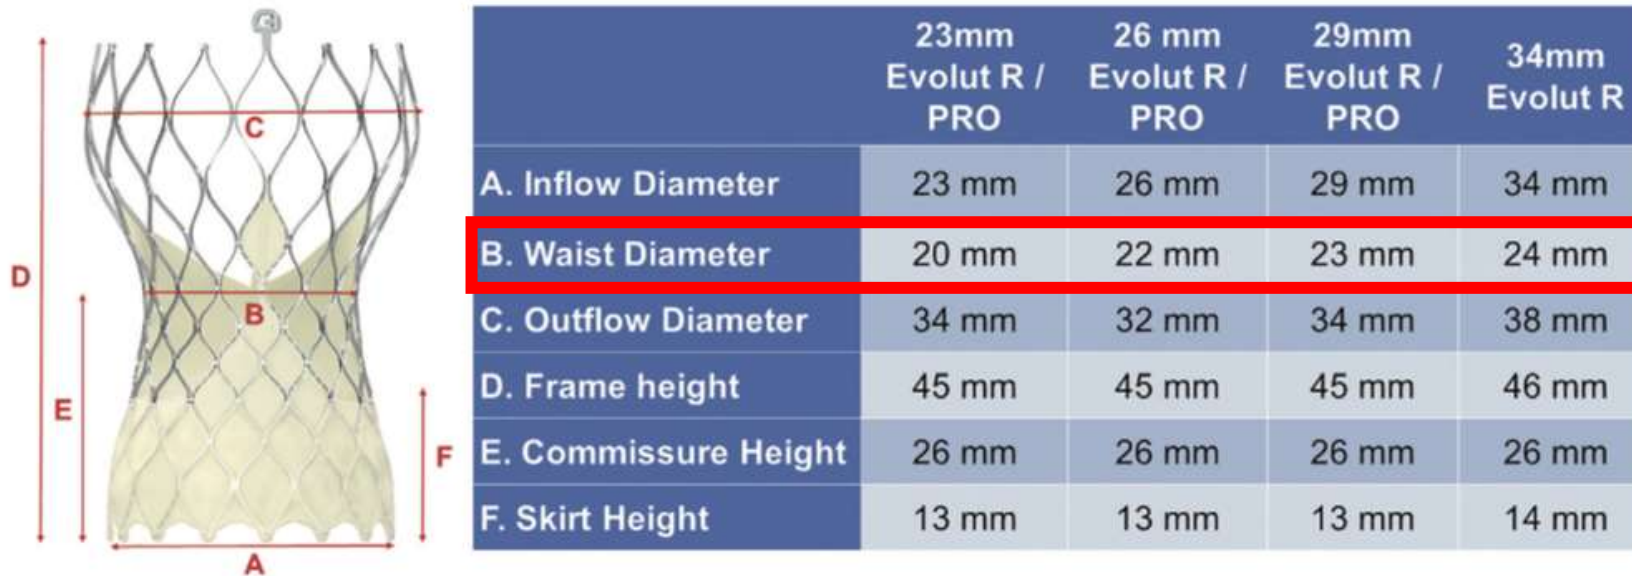 23mm Evolut R / PRO
26 mm Evolut R / PRO
29mm Evolut R / PRO
34mm Evolut R
A. Inflow Diameter 23 mm 26 mm 29 mm 34 mm
B. Waist Diameter 20 mm 22 mm 23 mm 24 mm
C. Outflow Diameter 34 mm 32 mm 34 mm 38 mm
D. Frame height 45 mm 45 mm 45 mm 46 mm
E. Commissure Height 26 mm 26 mm 26 mm 26 mm
F. Skirt Height 13 mm 13 mm 13 mm 14 mm
C
D
B
E
F
A